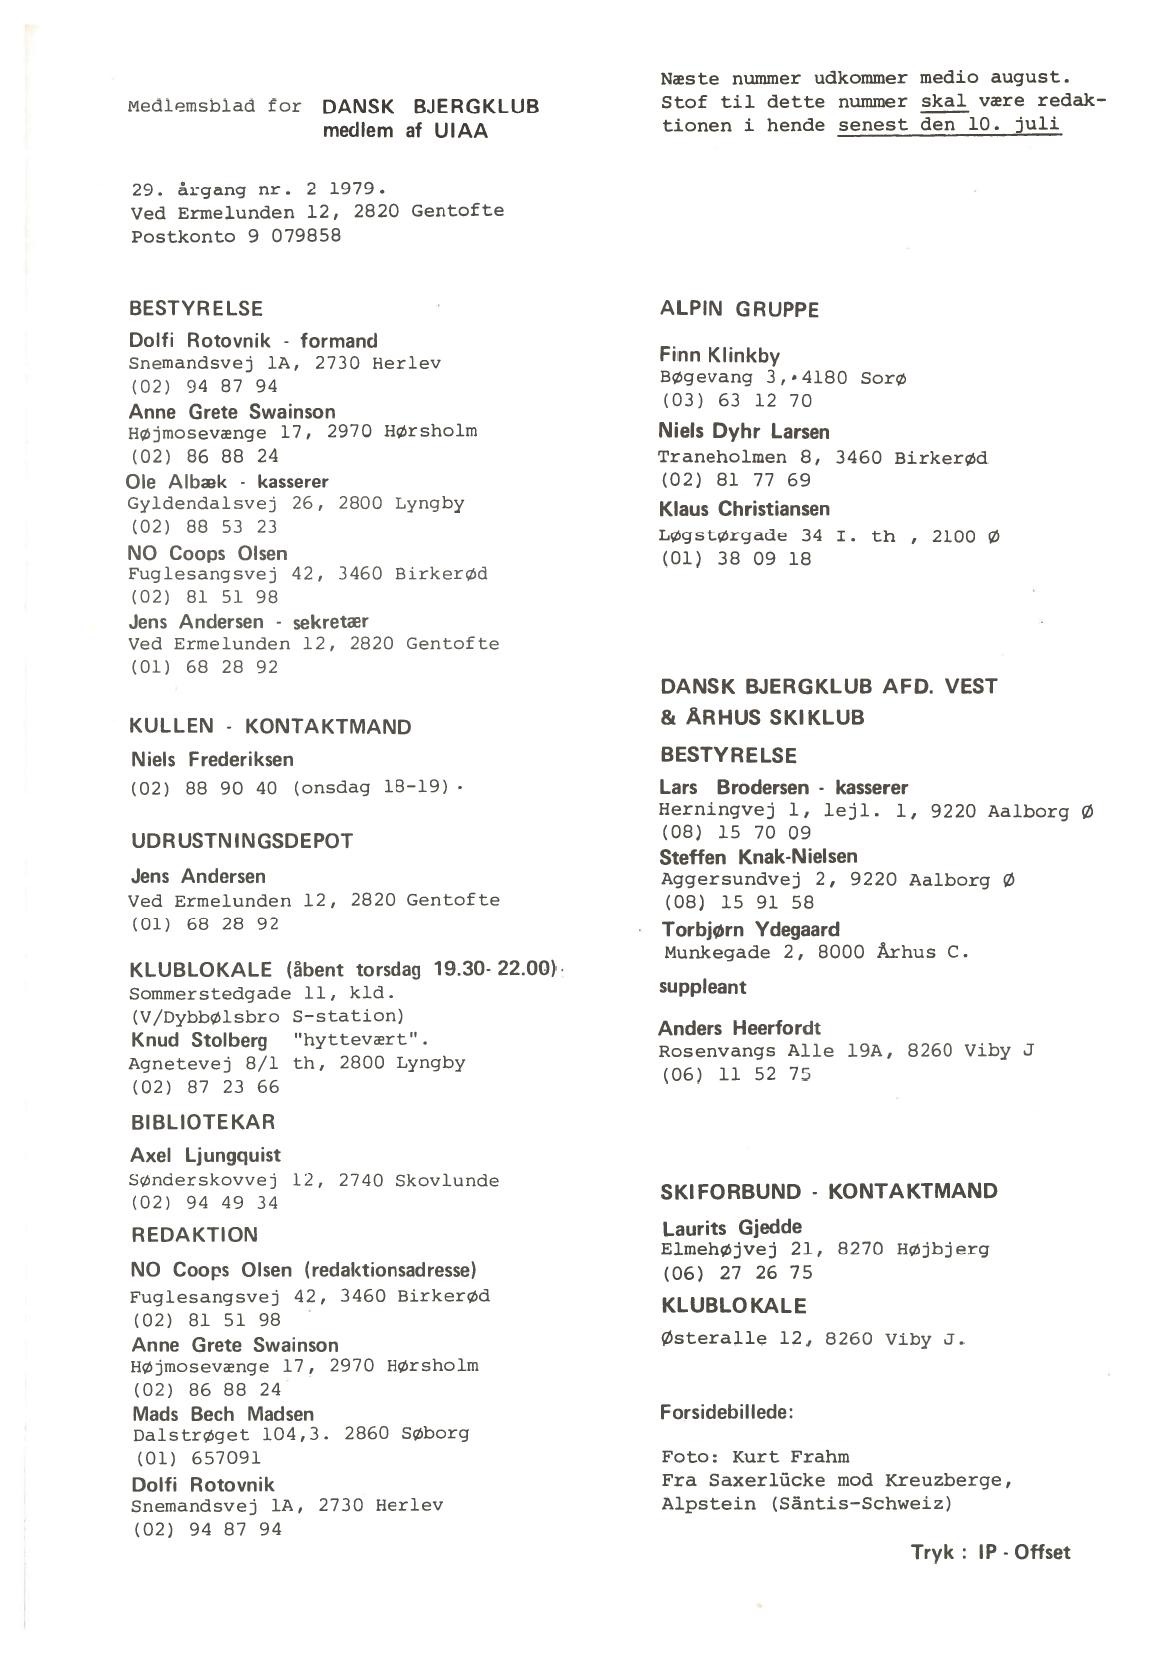 Medlemsblad for DANSK BJERGKLUB
medlem af UIAA
29. årgang nr. 2 1979.
Ved Ermelunden 12, 2820 Gentofte
Postkonto 9 079858
BESTYRELSE
Dolfi Rotovnik - formand
Snemandsvej 1A, 2730 Herlev
(02) 94 87 94
Anne Grete Swainson
Højmosevænge 17, 2970 Hørsholm
(02) 86 88 24
Ole Albæk - kasserer
Gyldendalsvej 26, 2800 Lyngby
(02) 88 53 23
NO Coops Olsen
Fuglesangsvej 42, 3460 Birkerød
(02) 81 51 98
Jens Andersen - sekretær
Ved Ermelunden 12, 2820 Gentofte
(01) 68 28 92
KULLEN - KONTAKTMAND
Niels Frederiksen
(02) 88 90 40 (onsdag 18-19).
UDRUSTNINGSDEPOT
Jens Andersen
Ved Ermelunden 12, 2820 Gentofte
(01) 68 28 92
KLUBLOKALE (åbent torsdag 19.30-22.00).
Sommerstedgade 11, kld.
(V/Dybbølsbro S-station)
Knud Stolberg "hyttevært".
Agnetevej 8/1 th, 2800 Lyngby
(02) 87 23 66
BIBLIOTEKAR
Axel Ljungquist
Sønderskovvej 12, 2740 Skovlunde
(02) 94 49 34
REDAKTION
NO Coops Olsen (redaktionsadresse)
Fuglesangsvej 42, 3460 Birkerød
(02) 81 51 98
Anne Grete Swainson
Højmosevænge 17, 2970 Hørsholm
(02) 86 88 24
Mads Bech Madsen
Dalstrøget 104,3. 2860 Søborg
(01) 657091
Dolfi Rotovnik
Snemandsvej 1A, 2730 Herlev
(02) 94 87 94
Næste nummer udkommer medio august.
Stof til dette nummer skal være redak-
tionen i hende senest den 10. juli
ALPIN GRUPPE
Finn Klinkby
Bøgevang 3, 4180 Sorø
(03) 63 12 70
Niels Dyhr Larsen
Traneholmen 8, 3460 Birkerød
(02) 81 77 69
Klaus Christiansen
Løgstørgade 34 I. th , 2100 Ø
(01) 38 09 18
DANSK BJERGKLUB AFD. VEST
& ÅRHUS SKIKLUB
BESTYRELSE
Lars Brodersen - kasserer
Herningvej 1, lejl. 1, 9220 Aalborg Ø
(08) 15 70 09
Steffen Knak-Nielsen
Aggersundvej 2, 9220 Aalborg Ø
(08) 15 91 58
Torbjørn Ydegaard
Munkegade 2, 8000 Århus C.
suppleant
Anders Heerfordt
Rosenvangs Alle 19A, 8260 Viby J
(06) 11 52 75
SKIFORBUND - KONTAKTMAND
Laurits Gjedde
Elmehøjvej 21, 8270 Højbjerg
(06) 27 26 75
KLUBLOKALE
Østeralle 12, 8260 Viby J.
Forsidebillede:
Foto: Kurt Frahm
Fra Saxerlücke mod Kreuzberge,
Alpstein (Säntis-Schweiz)
Tryk : IP - Offset